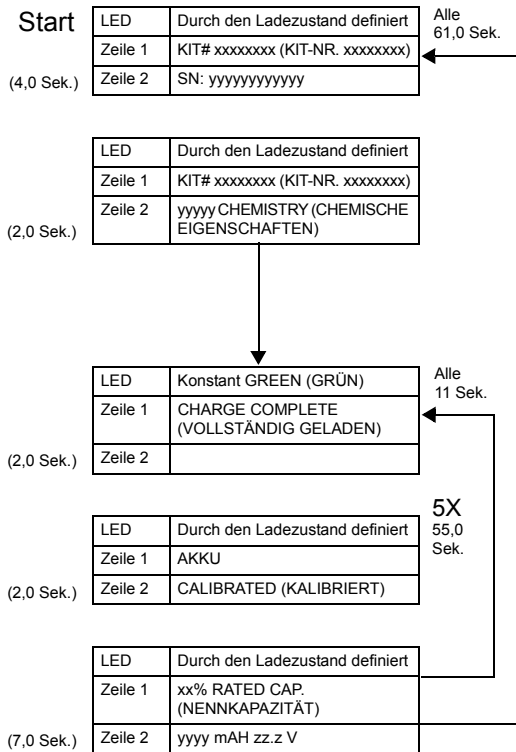 Start
LED Durch den Ladezustand definiert
Alle
61,0 Sek.
Zeile 1 KIT# xxxxxxxx (KIT-NR. xxxxxxxx)
(4,0 Sek.) Zeile 2 SN: yyyyyyyyyyyy
LED Durch den Ladezustand definiert
Zeile 1 KIT# xxxxxxxx (KIT-NR. xxxxxxxx)
(2,0 Sek.) Zeile 2 yyyyy CHEMISTRY (CHEMISCHE
EIGENSCHAFTEN)
LED Konstant GREEN (GRÜN)
Alle
11 Sek.
Zeile 1 CHARGE COMPLETE
(VOLLSTÄNDIG GELADEN)
(2,0 Sek.) Zeile 2
5X
55,0
Sek.
LED Durch den Ladezustand definiert
Zeile 1 AKKU
(2,0 Sek.) Zeile 2 CALIBRATED (KALIBRIERT)
LED Durch den Ladezustand definiert
Zeile 1 xx% RATED CAP.
(NENNKAPAZITÄT)
(7,0 Sek.) Zeile 2 yyyy mAH zz.z V